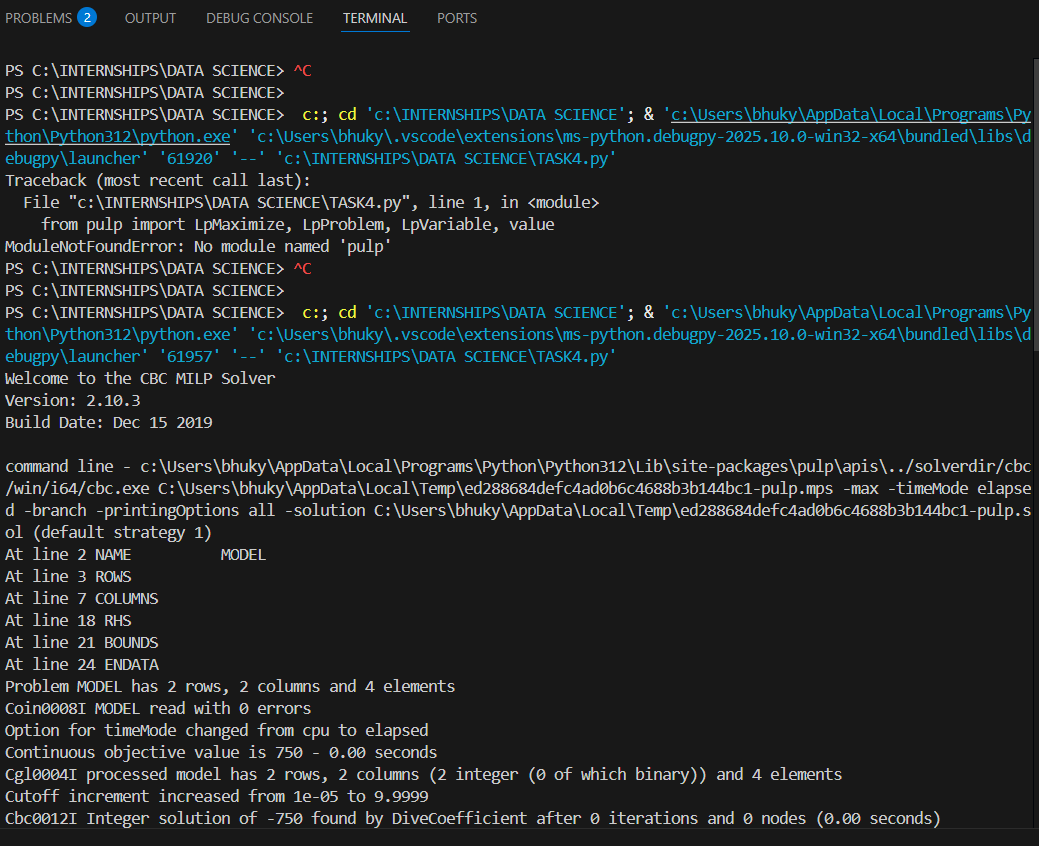 PROBLEMS 2 OUTPUT DEBUG CONSOLE TERMINAL PORTS
PS C:\INTERNSHIPS\DATA SCIENCE> ^C
PS C:\INTERNSHIPS\DATA SCIENCE>
PS C:\INTERNSHIPS\DATA SCIENCE>  c:; cd 'c:\INTERNSHIPS\DATA SCIENCE'; & 'c:\Users\bhuky\AppData\Local\Programs\Py
thon\Python312\python.exe' 'c:\Users\bhuky\.vscode\extensions\ms-python.debugpy-2025.10.0-win32-x64\bundled\libs\d
ebugpy\launcher' '61920' '--' 'c:\INTERNSHIPS\DATA SCIENCE\TASK4.py'
Traceback (most recent call last):
  File "c:\INTERNSHIPS\DATA SCIENCE\TASK4.py", line 1, in <module>
    from pulp import LpMaximize, LpProblem, LpVariable, value
ModuleNotFoundError: No module named 'pulp'
PS C:\INTERNSHIPS\DATA SCIENCE> ^C
PS C:\INTERNSHIPS\DATA SCIENCE>
PS C:\INTERNSHIPS\DATA SCIENCE>  c:; cd 'c:\INTERNSHIPS\DATA SCIENCE'; & 'c:\Users\bhuky\AppData\Local\Programs\Py
thon\Python312\python.exe' 'c:\Users\bhuky\.vscode\extensions\ms-python.debugpy-2025.10.0-win32-x64\bundled\libs\d
ebugpy\launcher' '61957' '--' 'c:\INTERNSHIPS\DATA SCIENCE\TASK4.py'
Welcome to the CBC MILP Solver
Version: 2.10.3
Build Date: Dec 15 2019
command line - c:\Users\bhuky\AppData\Local\Programs\Python\Python312\Lib\site-packages\pulp\apis\../solverdir/cbc
/win/i64/cbc.exe C:\Users\bhuky\AppData\Local\Temp\ed288684defc4ad0b6c4688b3b144bc1-pulp.mps -max -timeMode elapse
d -branch -printingOptions all -solution C:\Users\bhuky\AppData\Local\Temp\ed288684defc4ad0b6c4688b3b144bc1-pulp.s
ol (default strategy 1)
At line 2 NAME          MODEL
At line 3 ROWS
At line 7 COLUMNS
At line 18 RHS
At line 21 BOUNDS
At line 24 ENDATA
Problem MODEL has 2 rows, 2 columns and 4 elements
Coin0008I MODEL read with 0 errors
Option for timeMode changed from cpu to elapsed
Continuous objective value is 750 - 0.00 seconds
Cgl0004I processed model has 2 rows, 2 columns (2 integer (0 of which binary)) and 4 elements
Cutoff increment increased from 1e-05 to 9.9999
Cbc0012I Integer solution of -750 found by DiveCoefficient after 0 iterations and 0 nodes (0.00 seconds)